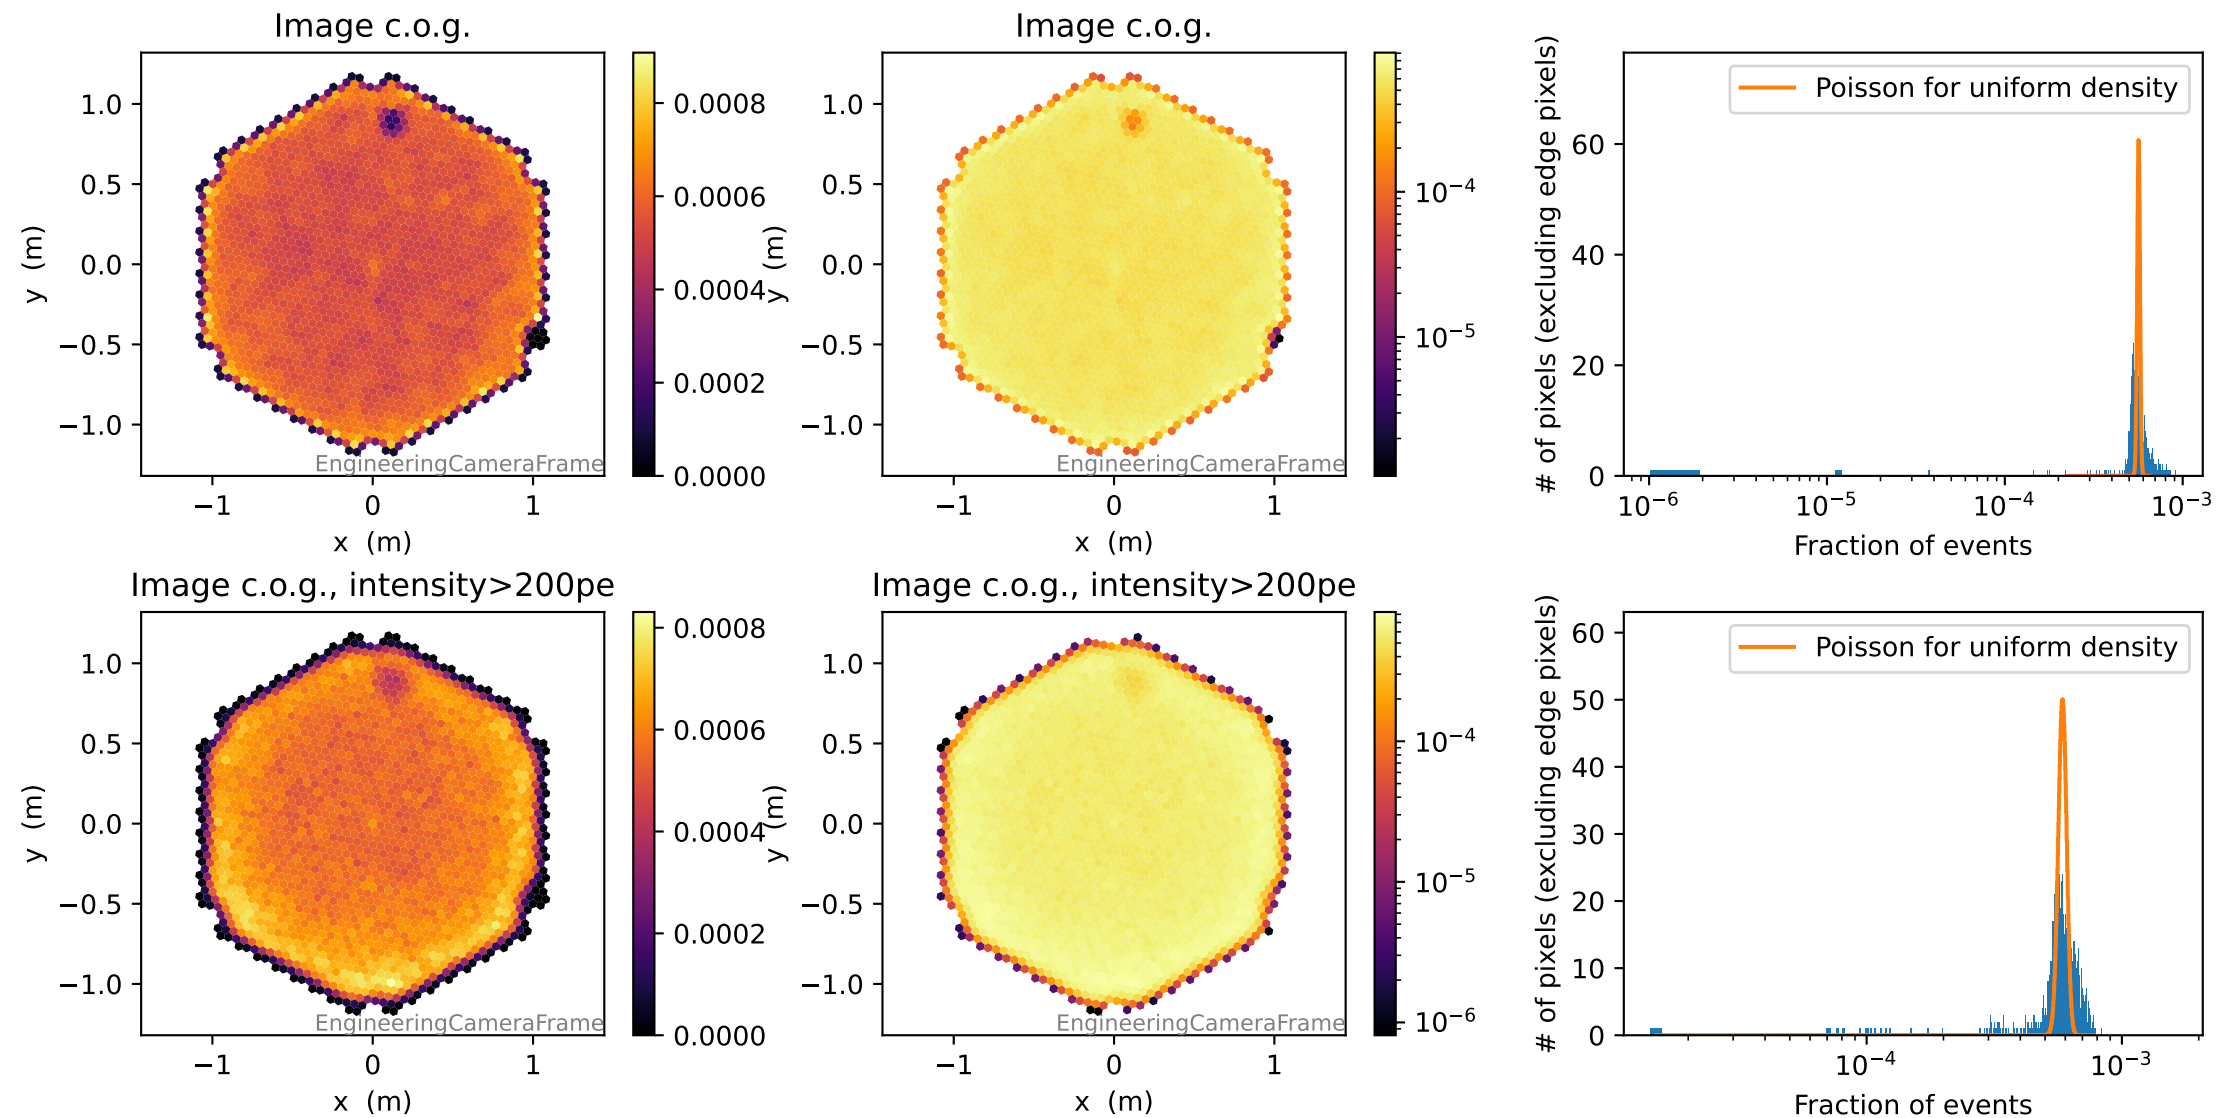 Image c.o.g.
1.0
0.5
0.0
−0.5
−1.0
y (m)
−1
0
1
x (m)
EngineeringCameraFrame
0.0008
0.0006
0.0004
0.0002
0.0000
Image c.o.g.
1.0
0.5
0.0
−0.5
−1.0
y (m)
−1
0
1
x (m)
EngineeringCameraFrame
10⁻⁴
10⁻⁵
Poisson for uniform density
# of pixels (excluding edge pixels)
60
40
20
0
10⁻⁶
10⁻⁵
10⁻⁴
10⁻³
Fraction of events
Image c.o.g., intensity>200pe
1.0
0.5
0.0
−0.5
−1.0
y (m)
−1
0
1
x (m)
EngineeringCameraFrame
0.0008
0.0006
0.0004
0.0002
0.0000
Image c.o.g., intensity>200pe
1.0
0.5
0.0
−0.5
−1.0
y (m)
−1
0
1
x (m)
EngineeringCameraFrame
10⁻⁴
10⁻⁵
10⁻⁶
Poisson for uniform density
# of pixels (excluding edge pixels)
60
50
40
30
20
10
0
10⁻⁴
10⁻³
Fraction of events